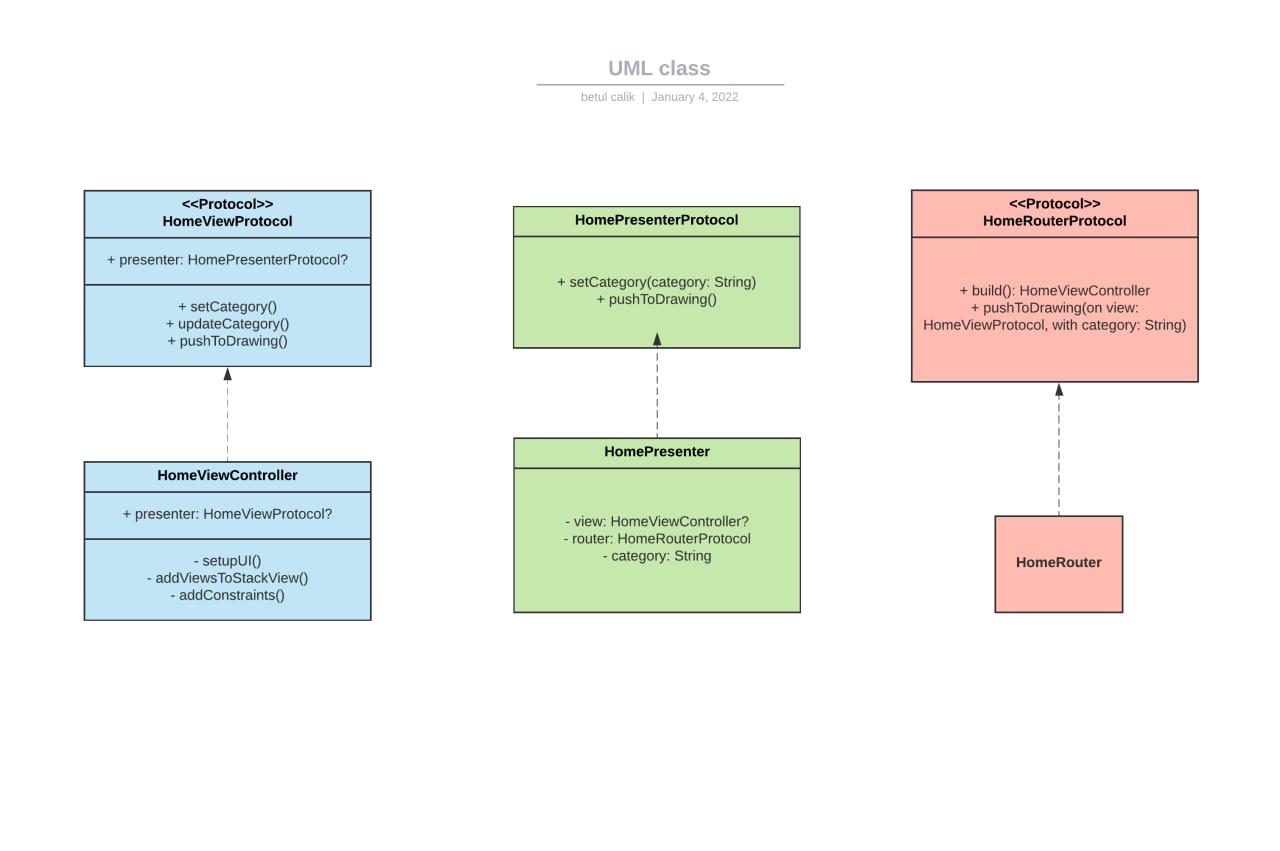 UML class
betul calik | January 4, 2022
<<Protocol>>
HomeViewProtocol
+ presenter: HomePresenterProtocol?
+ setCategory()
+ updateCategory()
+ pushToDrawing()
HomeViewController
+ presenter: HomeViewProtocol?
- setupUI()
- addViewsToStackView()
- addConstraints()
HomePresenterProtocol
+ setCategory(category: String)
+ pushToDrawing()
HomePresenter
- view: HomeViewController?
- router: HomeRouterProtocol
- category: String
<<Protocol>>
HomeRouterProtocol
+ build(): HomeViewController
+ pushToDrawing(on view:
HomeViewProtocol, with category: String)
HomeRouter